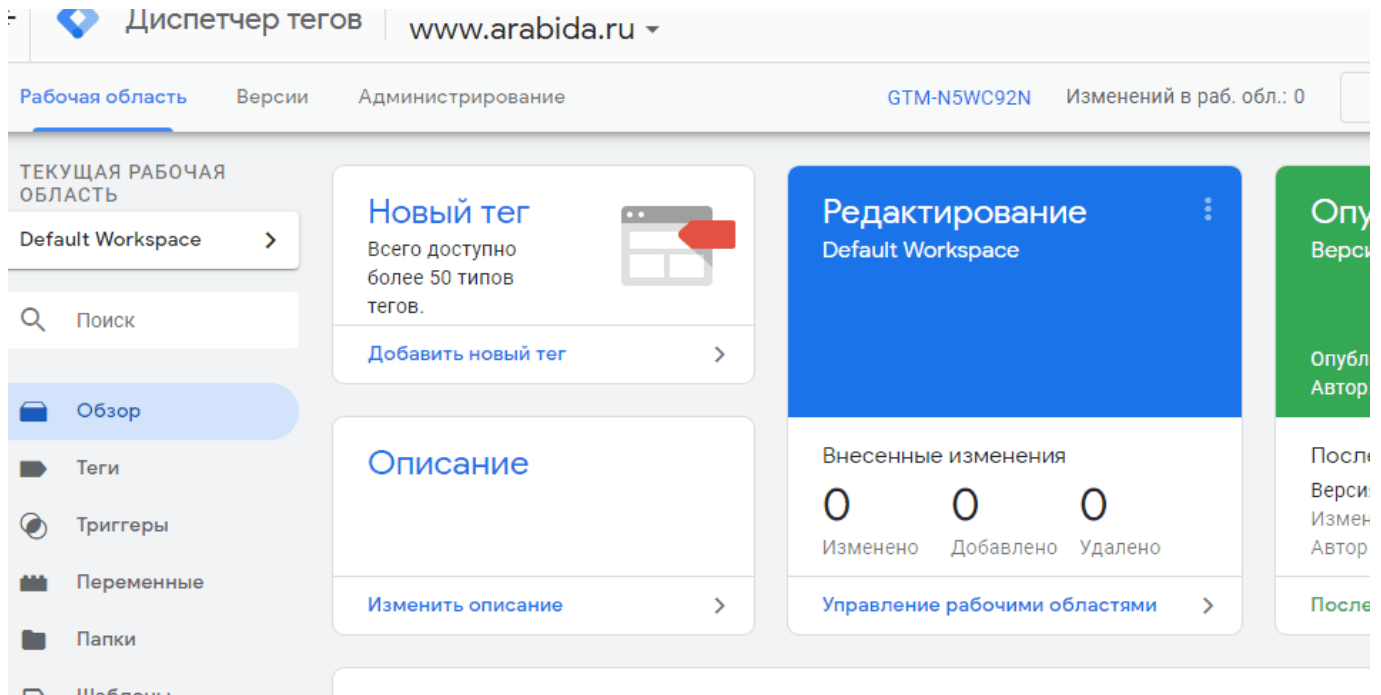 Диспетчер тегов
www.arabida.ru
Рабочая область
Версии
Администрирование
GTM-N5WC92N
Изменений в раб. обл.: 0
ТЕКУЩАЯ РАБОЧАЯ
ОБЛАСТЬ
Default Workspace
Поиск
Обзор
Теги
Триггеры
Переменные
Папки
Новый тег
Всего доступно
более 50 типов
тегов.
Добавить новый тег
Описание
Изменить описание
Редактирование
Default Workspace
Внесенные изменения
0 0 0
Изменено Добавлено Удалено
Управление рабочими областями